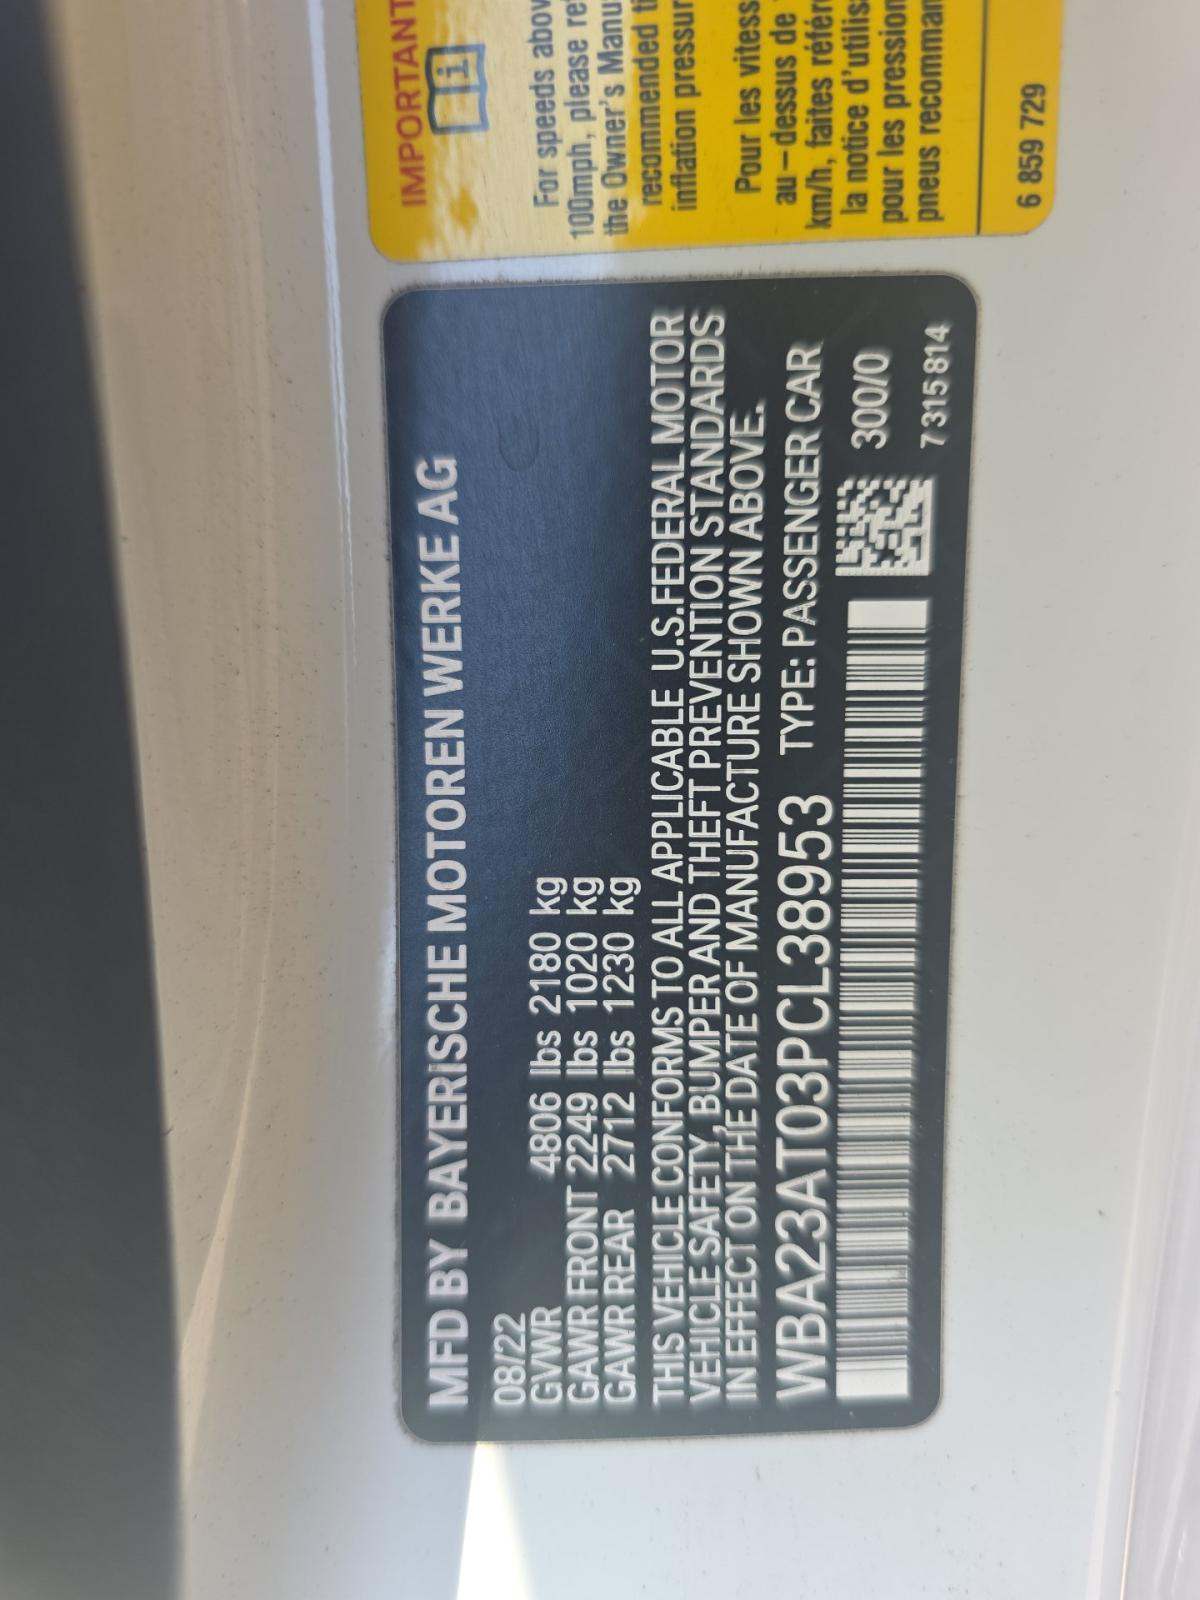 MFD BY BAYERISCHE MOTOREN WERKE AG
08/22
GVWR 4806 lbs 2180 kg
GAWR FRONT 2249 lbs 1020 kg
GAWR REAR 2712 lbs 1230 kg
THIS VEHICLE CONFORMS TO ALL APPLICABLE U.S.FEDERAL MOTOR
VEHICLE SAFETY, BUMPER AND THEFT PREVENTION STANDARDS
IN EFFECT ON THE DATE OF MANUFACTURE SHOWN ABOVE.
WBA23AT03PCL38953 TYPE: PASSENGER CAR
300/0
7 315 814
IMPORTANT
i
For speeds abov
100mph, please re
the Owner's Manu
recommended ti
inflation pressur
Pour les vitess
au-dessus de
km/h, faites référe
la notice d'utilis
pour les pression
pneus recomman
6 859 729